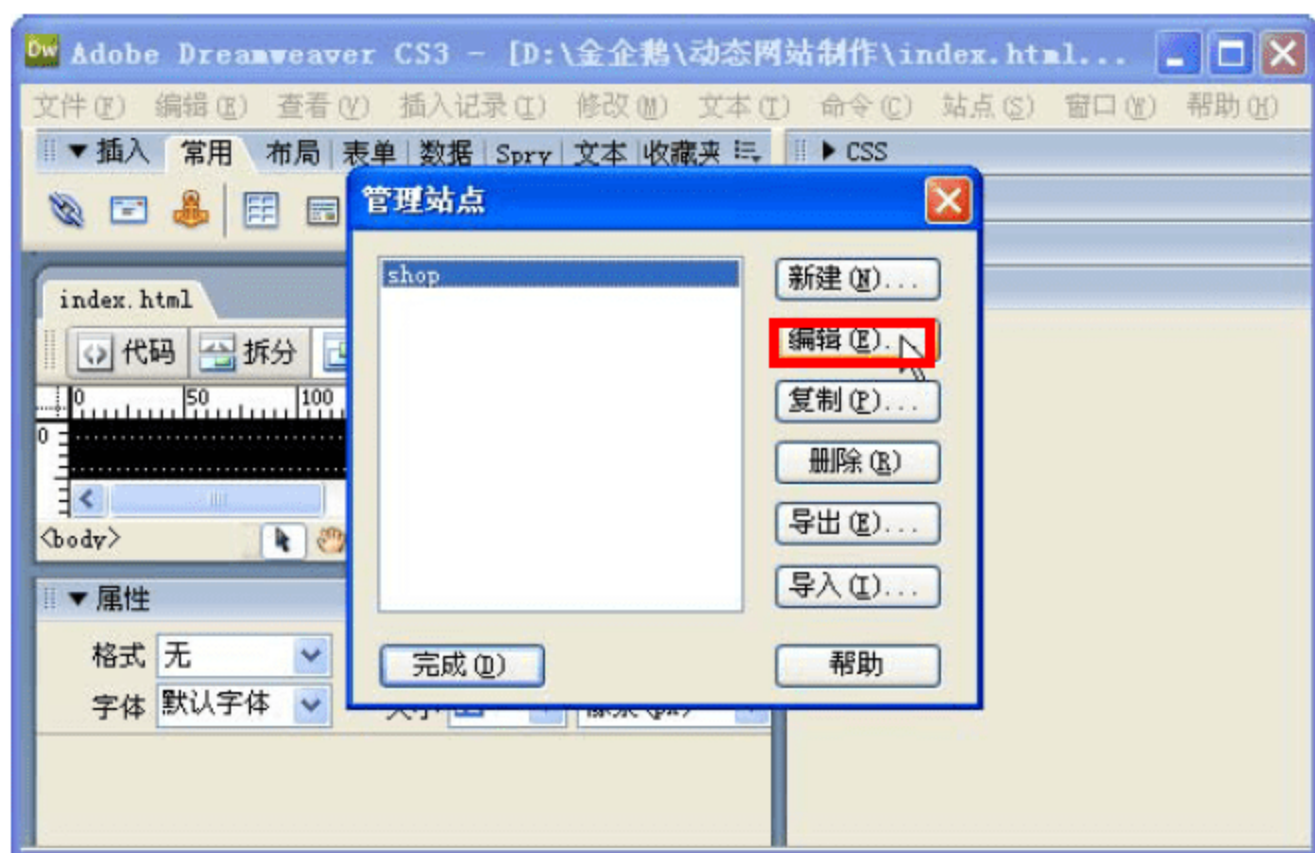 Dw Adobe Dreamweaver CS3 - [D:\金企鹅\动态网站制作\index.html...
文件(F) 编辑(E) 查看(V) 插入记录(I) 修改(M) 文本(T) 命令(C) 站点(S) 窗口(W) 帮助(H)
▼插入 常用 布局 表单 数据 Spry 文本 收藏夹 ▶ CSS
管理站点
shop
新建(N)...
index.html
编辑(E).
代码 拆分
0 50 100
复制(P)...
0
删除(R)
<body>
导出(E)...
▼属性
导入(I)...
格式 无
完成(D) 帮助
字体 默认字体 大小